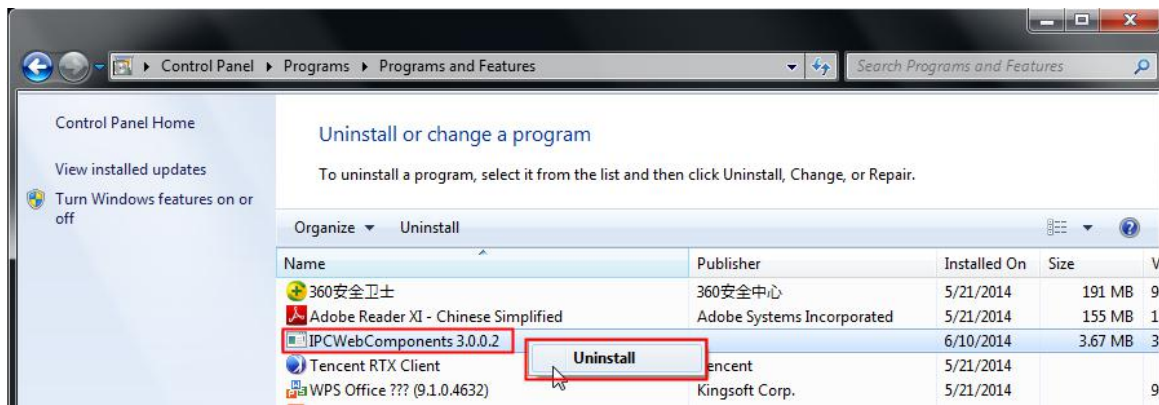 Control Panel ▸ Programs ▸ Programs and Features
Search Programs and Features
Control Panel Home
View installed updates
Turn Windows features on or
off
Uninstall or change a program
To uninstall a program, select it from the list and then click Uninstall, Change, or Repair.
Organize Uninstall
Name Publisher Installed On Size V
360安全卫士 360安全中心 5/21/2014 191 MB 9
Adobe Reader XI - Chinese Simplified Adobe Systems Incorporated 5/21/2014 155 MB 1
IPCWebComponents 3.0.0.2 6/10/2014 3.67 MB 3
Uninstall
Tencent RTX Client encent 5/21/2014
WPS Office ??? (9.1.0.4632) Kingsoft Corp. 5/21/2014 9